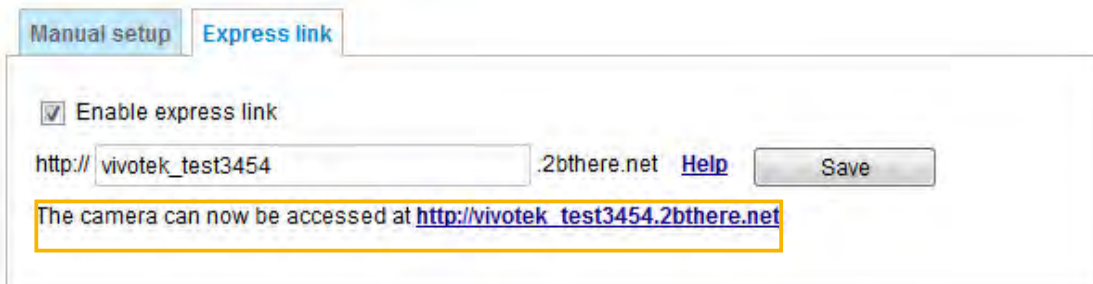 Manual setup Express link
Enable express link
http:// vivotek_test3454 .2bthere.net Help Save
The camera can now be accessed at http://vivotek_test3454.2bthere.net